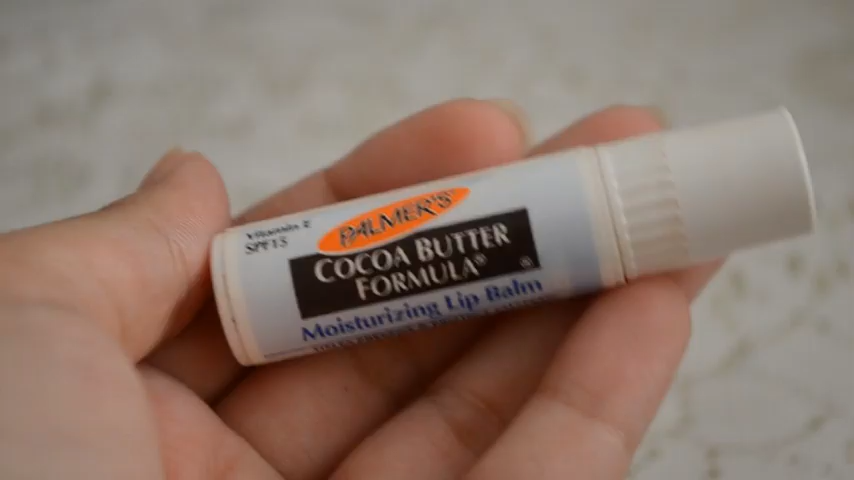 Vitamin E
SPF15
PALMER'S
COCOA BUTTER
FORMULA®
Moisturizing Lip Balm